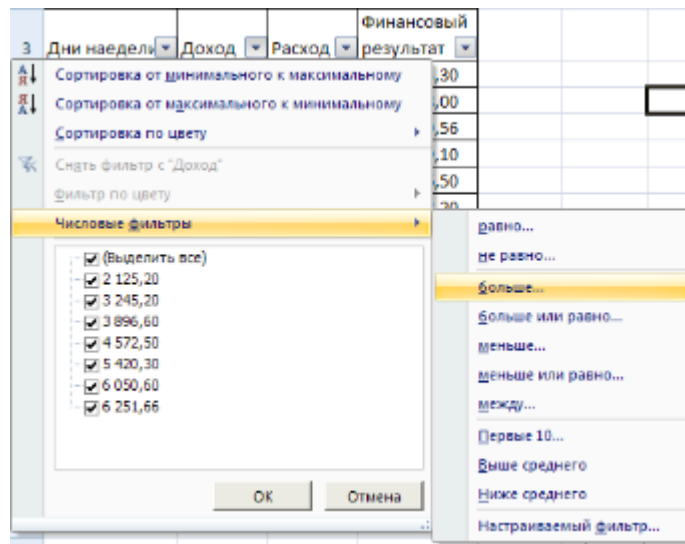 Финансовый
3 Дни наедели Доход Расход результат
Сортировка от минимального к максимальному ,30
Сортировка от максимального к минимальному ,00
Сортировка по цвету ,56
Снять фильтр с "Доход" ,10
Фильтр по цвету ,50
Числовые фильтры ,20
(Выделить все)
2 125,20
3 245,20
3 896,60
4 572,50
5 420,30
6 050,60
6 251,66
ОК Отмена
равно...
не равно...
больше...
больше или равно...
меньше...
меньше или равно...
между...
Первые 10...
Выше среднего
Ниже среднего
Настраиваемый фильтр...